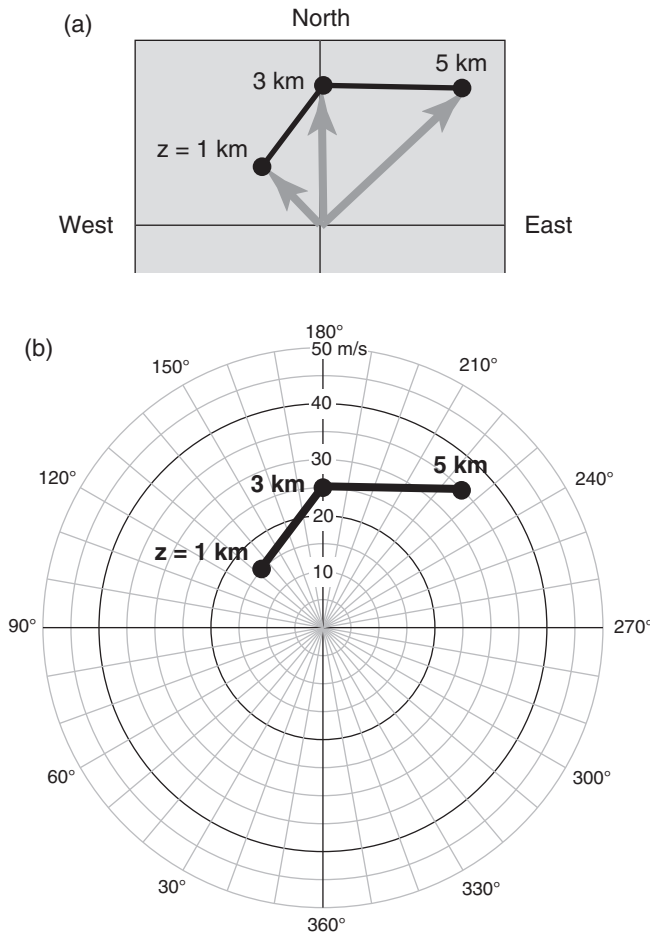 (a)
North
3 km
5 km
z = 1 km
West
East
(b)
180°
50 m/s
150°
210°
40
30
120°
5 km
240°
3 km
20
z = 1 km
10
90°
270°
60°
300°
30°
330°
360°